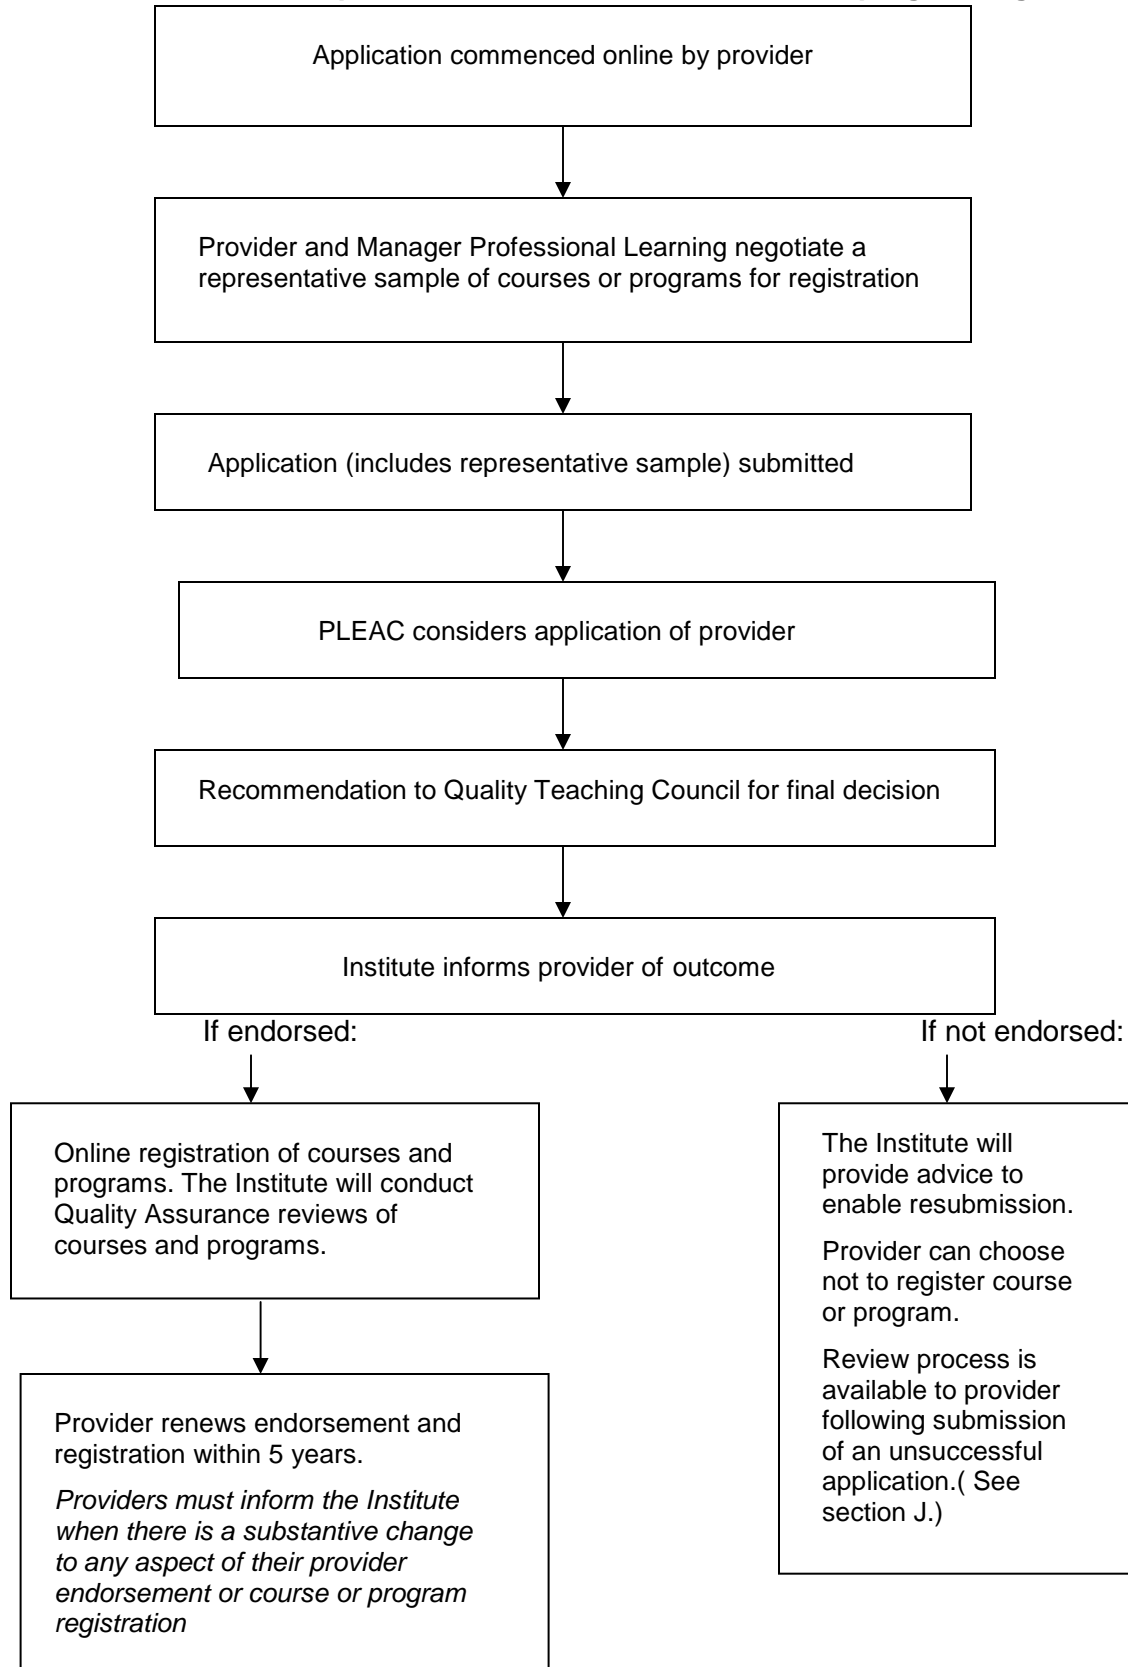 Application commenced online by provider
Provider and Manager Professional Learning negotiate a
representative sample of courses or programs for registration
Application (includes representative sample) submitted
PLEAC considers application of provider
Recommendation to Quality Teaching Council for final decision
Institute informs provider of outcome
If endorsed:
Online registration of courses and
programs. The Institute will conduct
Quality Assurance reviews of
courses and programs.
Provider renews endorsement and
registration within 5 years.
Providers must inform the Institute
when there is a substantive change
to any aspect of their provider
endorsement or course or program
registration
If not endorsed:
The Institute will
provide advice to
enable resubmission.
Provider can choose
not to register course
or program.
Review process is
available to provider
following submission
of an unsuccessful
application.( See
section J.)